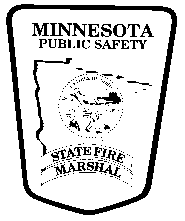 MINNESOTA
PUBLIC SAFETY
STATE FIRE
MARSHAL